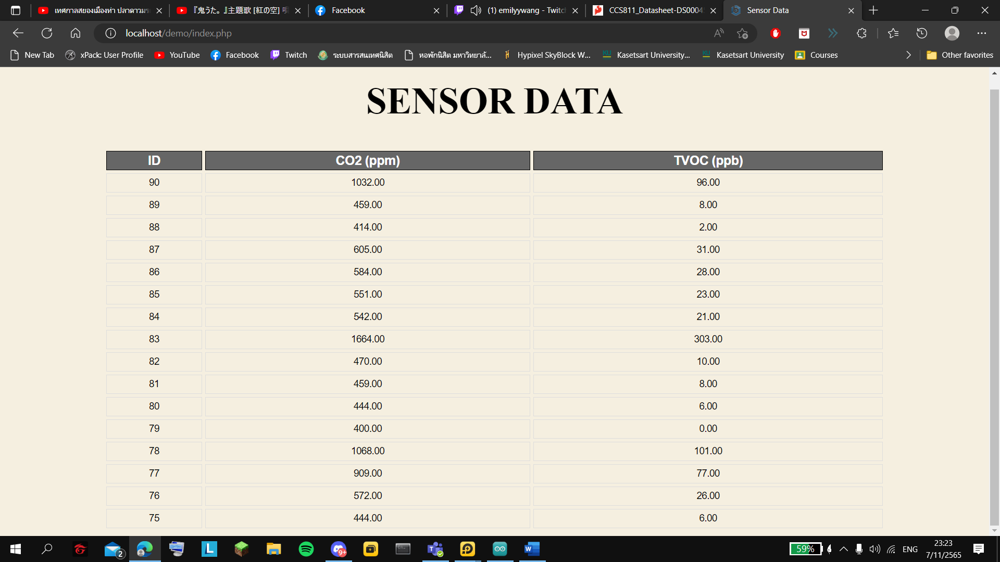 เทศกาลสยองเมืองท่า ปลาดาวมร
『鬼うた。』主題歌 [紅の空] 唄
Facebook
(1) emilyywang - Twitch
CCS811_Datasheet-DS0004
Sensor Data
localhost/demo/index.php
New Tab
xPack: User Profile
YouTube
Facebook
Twitch
ระบบสารสนเทศนิสิต
หอพักนิสิต มหาวิทยาลั...
Hypixel SkyBlock W...
Kasetsart University...
Kasetsart University
Courses
Other favorites
SENSOR DATA
ID CO2 (ppm) TVOC (ppb)
90 1032.00 96.00
89 459.00 8.00
88 414.00 2.00
87 605.00 31.00
86 584.00 28.00
85 551.00 23.00
84 542.00 21.00
83 1664.00 303.00
82 470.00 10.00
81 459.00 8.00
80 444.00 6.00
79 400.00 0.00
78 1068.00 101.00
77 909.00 77.00
76 572.00 26.00
75 444.00 6.00
2
L
9+
W
59%
ENG
23:23
7/11/2565